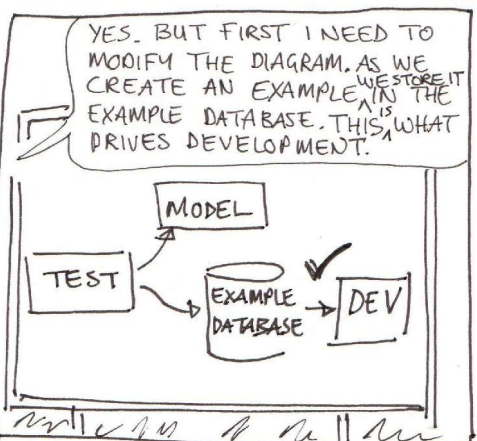 YES. BUT FIRST I NEED TO
MODIFY THE DIAGRAM. AS WE
CREATE AN EXAMPLE WE STORE IT IN THE
EXAMPLE DATABASE. THIS IS WHAT
DRIVES DEVELOPMENT.
MODEL
TEST
EXAMPLE
DATABASE
DEV